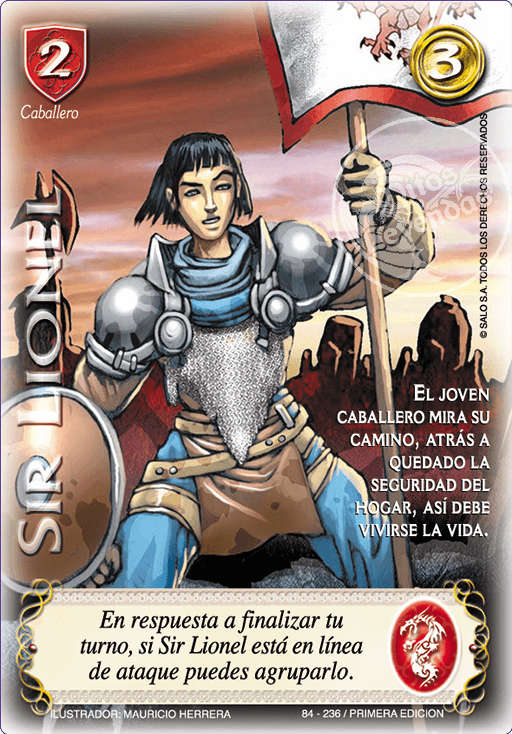 2
Caballero
3
SIR LIONEL
© SALO S.A. TODOS LOS DERECHOS RESERVADOS
EL JOVEN
CABALLERO MIRA SU
CAMINO, ATRÁS A
QUEDADO LA
SEGURIDAD DEL
HOGAR, ASÍ DEBE
VIVIRSE LA VIDA.
En respuesta a finalizar tu
turno, si Sir Lionel está en línea
de ataque puedes agruparlo.
ILUSTRADOR: MAURICIO HERRERA
84 - 236 / PRIMERA EDICION